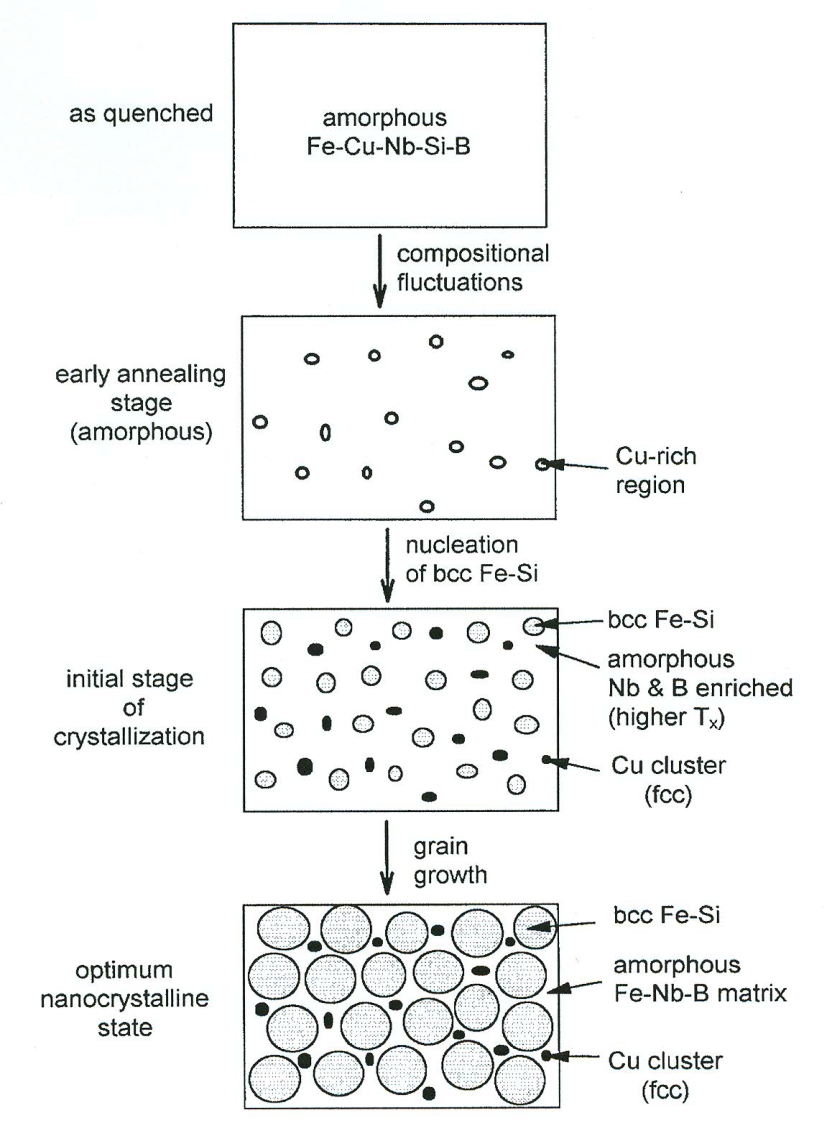 as quenched
amorphous
Fe-Cu-Nb-Si-B
compositional
fluctuations
early annealing
stage
(amorphous)
Cu-rich
region
nucleation
of bcc Fe-Si
initial stage
of
crystallization
bcc Fe-Si
amorphous
Nb & B enriched
(higher Tₓ)
Cu cluster
(fcc)
grain
growth
optimum
nanocrystalline
state
bcc Fe-Si
amorphous
Fe-Nb-B matrix
Cu cluster
(fcc)